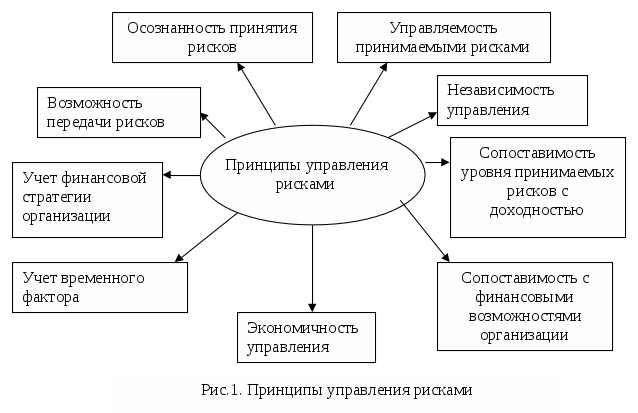 Осознанность принятия
рисков
Управляемость
принимаемыми рисками
Возможность
передачи рисков
Независимость
управления
Принципы управления
рисками
Сопоставимость
уровня принимаемых
рисков с
доходностью
Учет финансовой
стратегии
организации
Учет временного
фактора
Сопоставимость с
финансовыми
возможностями
организации
Экономичность
управления
Рис.1. Принципы управления рисками